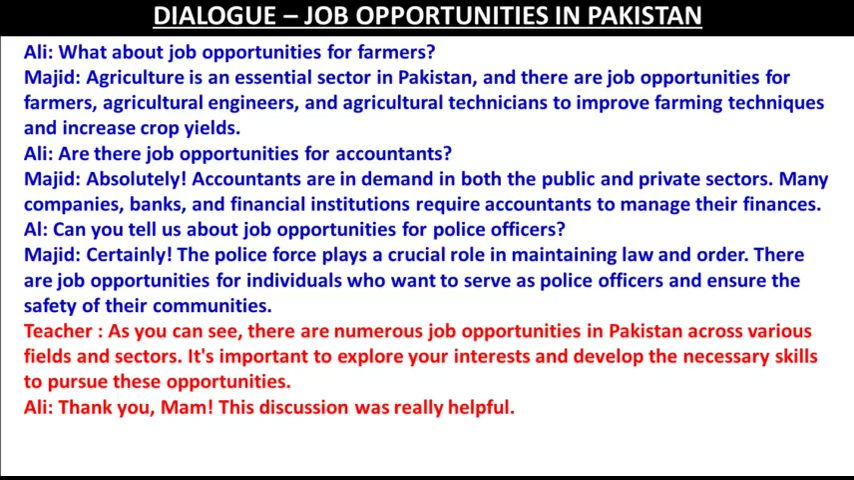 DIALOGUE – JOB OPPORTUNITIES IN PAKISTAN
Ali: What about job opportunities for farmers?
Majid: Agriculture is an essential sector in Pakistan, and there are job opportunities for
farmers, agricultural engineers, and agricultural technicians to improve farming techniques
and increase crop yields.
Ali: Are there job opportunities for accountants?
Majid: Absolutely! Accountants are in demand in both the public and private sectors. Many
companies, banks, and financial institutions require accountants to manage their finances.
Al: Can you tell us about job opportunities for police officers?
Majid: Certainly! The police force plays a crucial role in maintaining law and order. There
are job opportunities for individuals who want to serve as police officers and ensure the
safety of their communities.
Teacher : As you can see, there are numerous job opportunities in Pakistan across various
fields and sectors. It's important to explore your interests and develop the necessary skills
to pursue these opportunities.
Ali: Thank you, Mam! This discussion was really helpful.